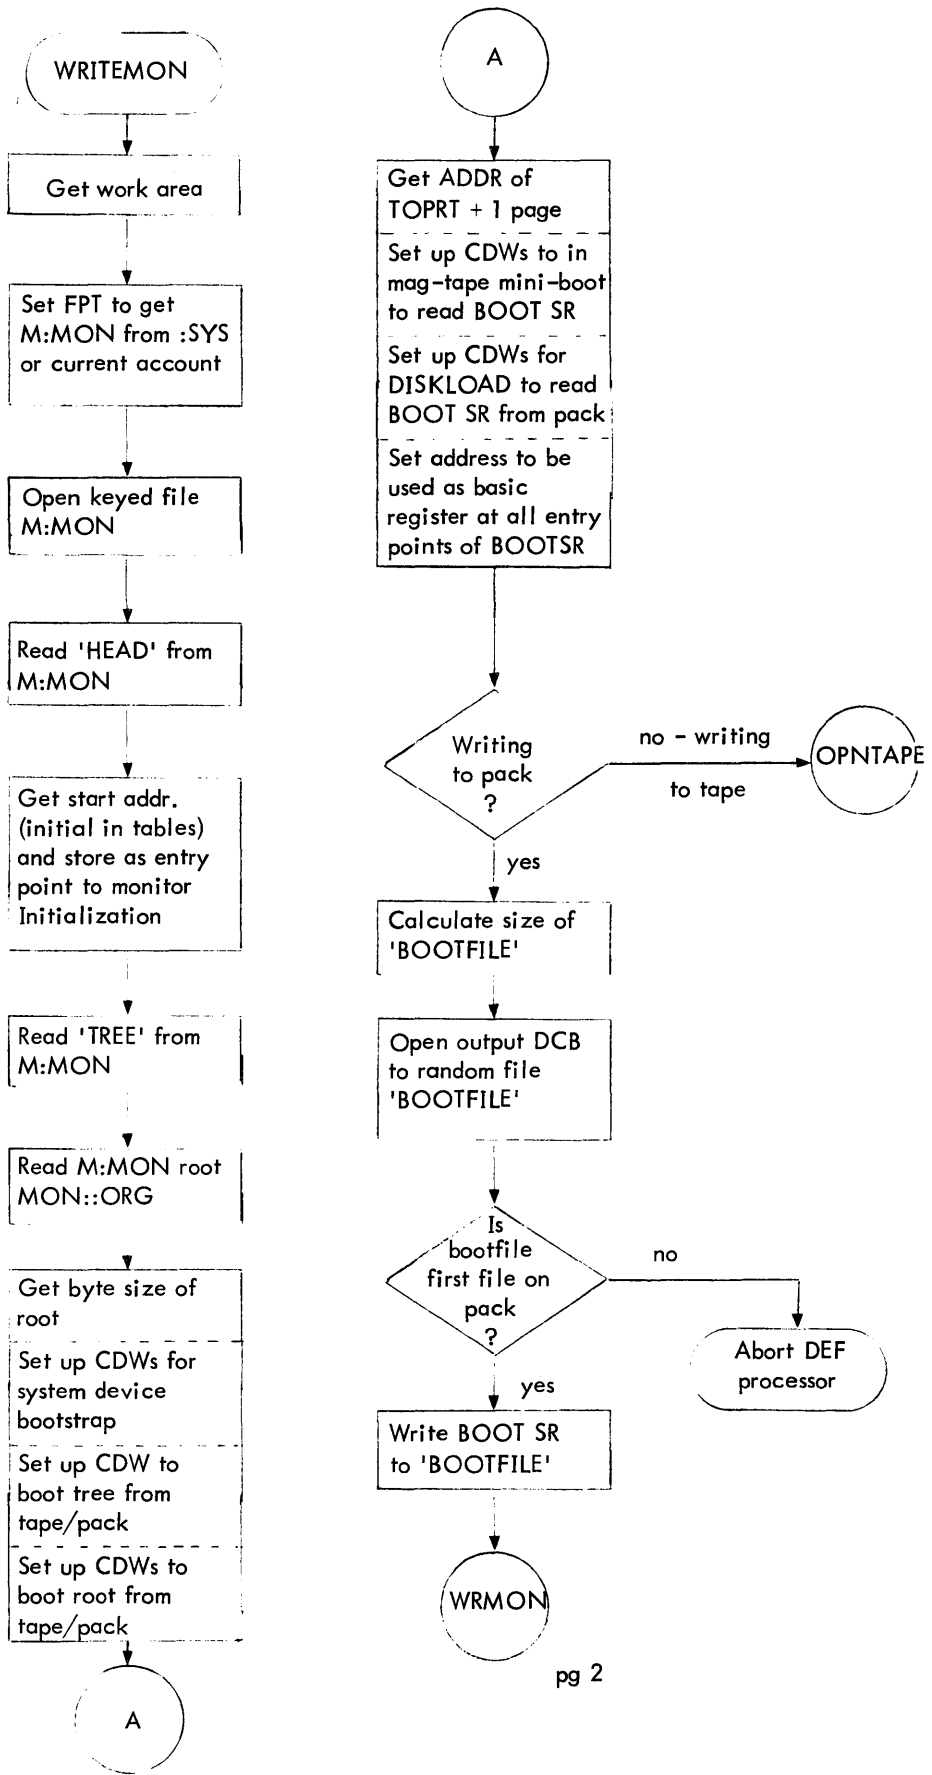 WRITEMON
Get work area
Set FPT to get
M:MON from :SYS
or current account
Open keyed file
M:MON
Read 'HEAD' from
M:MON
Get start addr.
(initial in tables)
and store as entry
point to monitor
Initialization
Read 'TREE' from
M:MON
Read M:MON root
MON::ORG
Get byte size of
root
Set up CDWs for
system device
bootstrap
Set up CDW to
boot tree from
tape/pack
Set up CDWs to
boot root from
tape/pack
A
A
Get ADDR of
TOPRT + 1 page
Set up CDWs to in
mag-tape mini-boot
to read BOOT SR
Set up CDWs for
DISKLOAD to read
BOOT SR from pack
Set address to be
used as basic
register at all entry
points of BOOTSR
Writing
to pack
?
no - writing
to tape
OPNTAPE
yes
Calculate size of
'BOOTFILE'
Open output DCB
to random file
'BOOTFILE'
Is
bootfile
first file on
pack
?
no
Abort DEF
processor
yes
Write BOOT SR
to 'BOOTFILE'
WRMON
pg 2